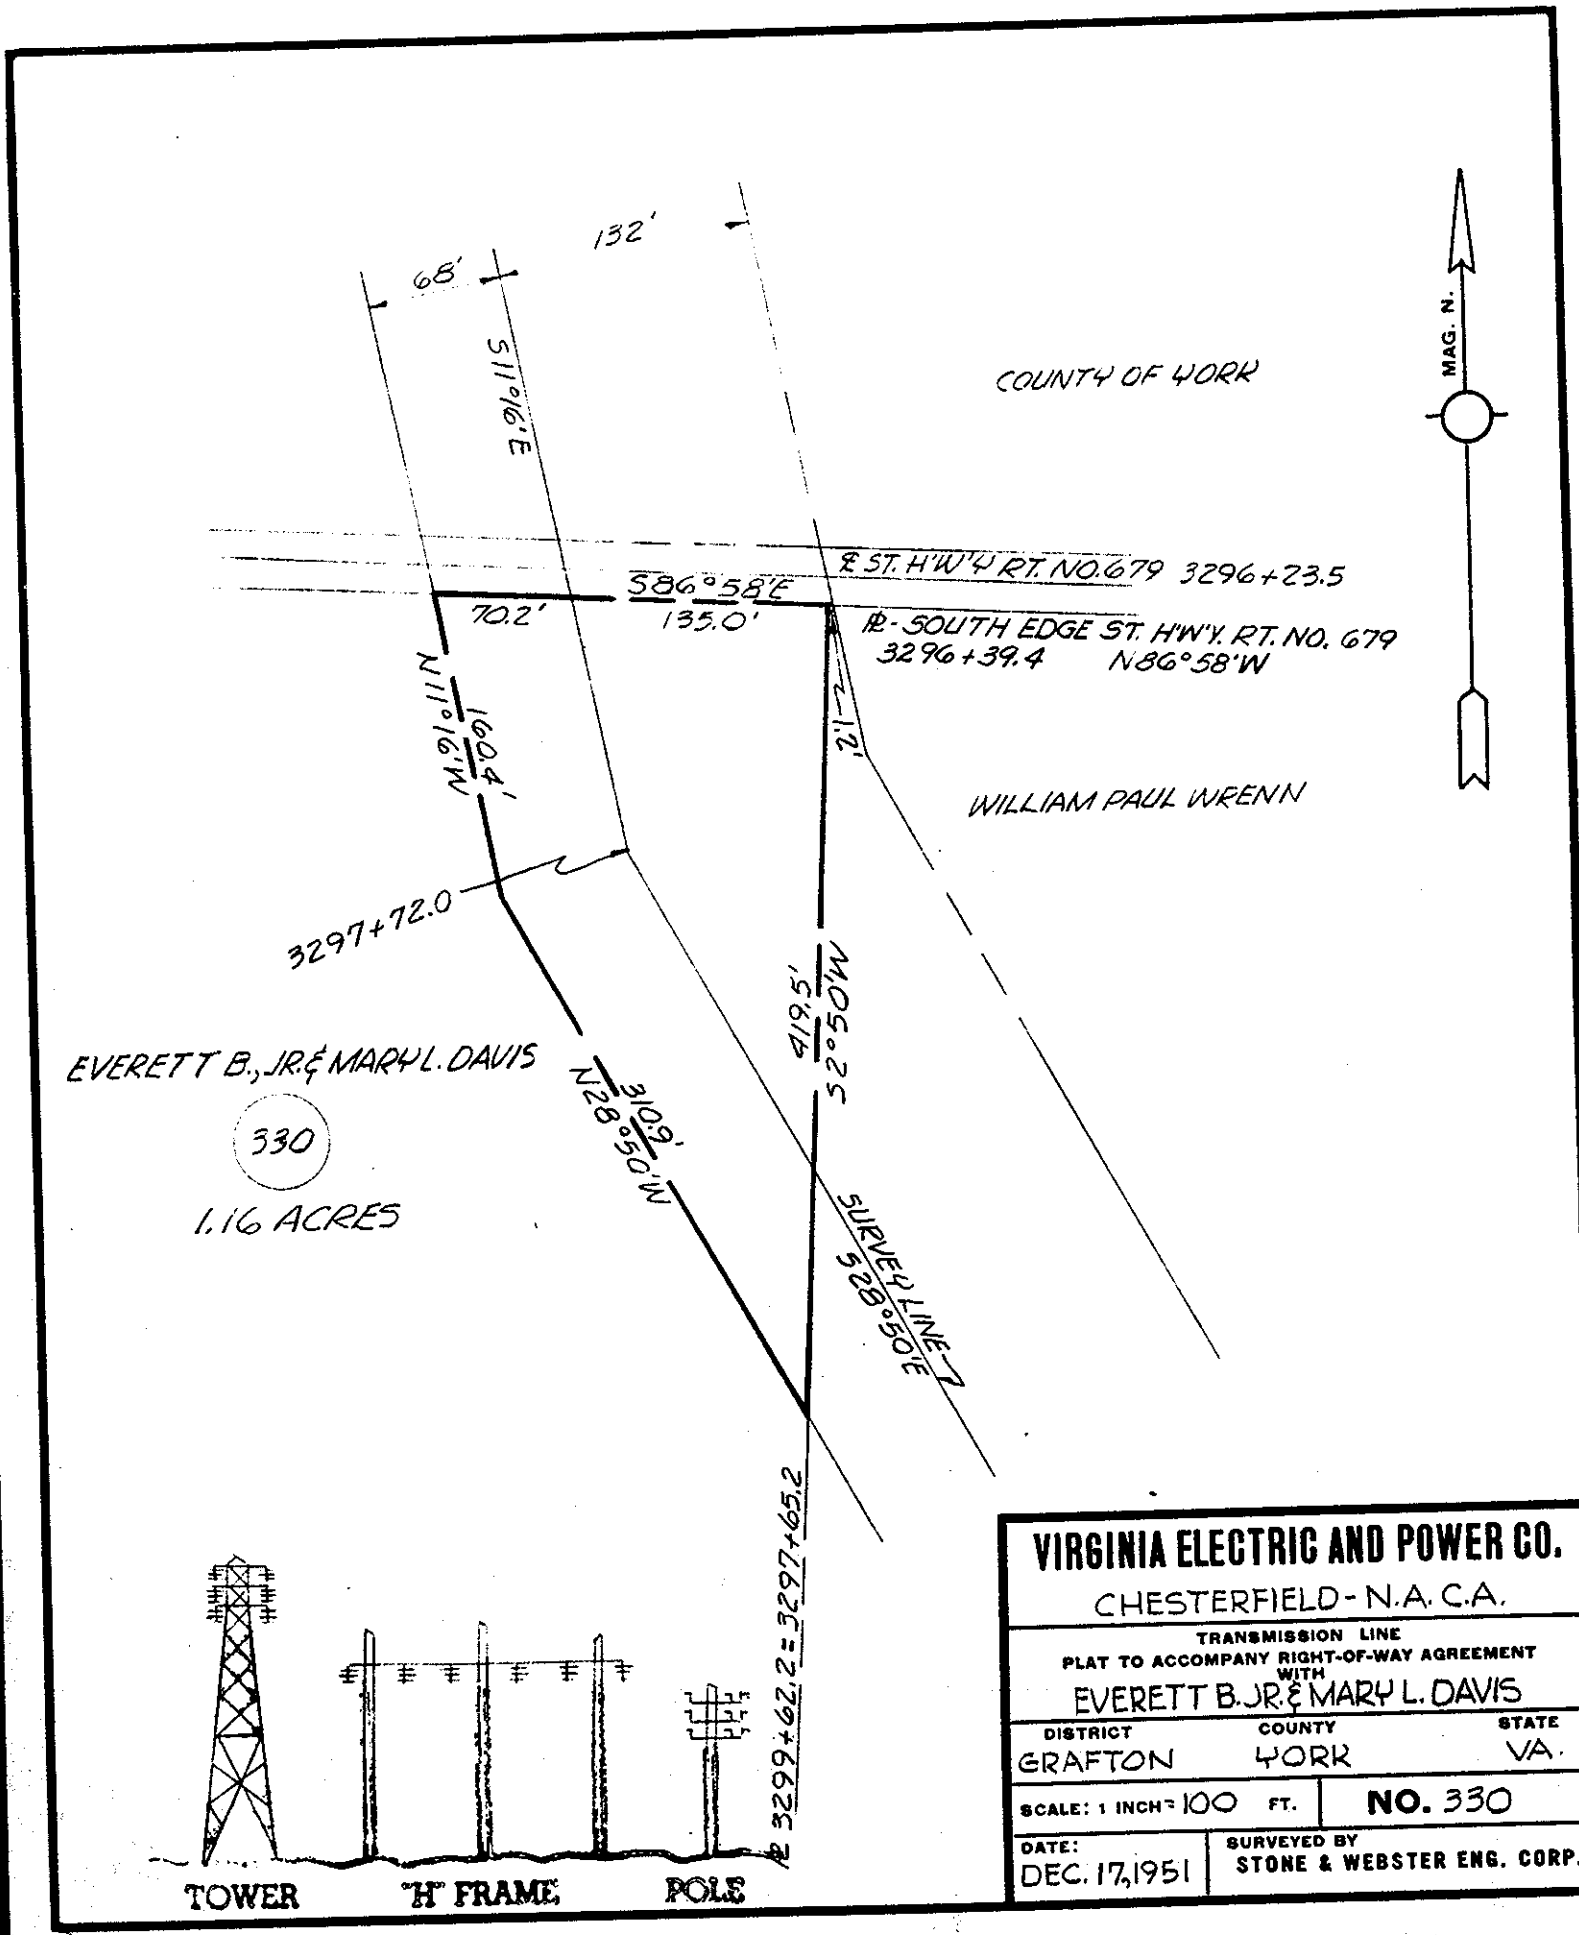 132'
68'
S11°16'E
MAG. N.
COUNTY OF YORK
℄ ST. H'W'Y RT. NO. 679 3296+23.5
S86°58'E
70.2'
135.0'
℄ - SOUTH EDGE ST. H'W'Y. RT. NO. 679
3296+39.4 N86°58'W
N11°16'W
160.4'
1.2'
WILLIAM PAUL WRENN
3297+72.0
419.5'
S2°50'W
EVERETT B., JR. & MARY L. DAVIS
330
1.16 ACRES
310.9'
N28°50'W
SURVEY LINE
S28°50'E
℄ 3299+62.2=3297+65.2
TOWER
"H" FRAME
POLE
VIRGINIA ELECTRIC AND POWER CO.
CHESTERFIELD - N.A.C.A.
TRANSMISSION LINE
PLAT TO ACCOMPANY RIGHT-OF-WAY AGREEMENT
WITH
EVERETT B. JR. & MARY L. DAVIS
DISTRICT COUNTY STATE
GRAFTON YORK VA.
SCALE: 1 INCH = 100 FT. NO. 330
DATE: SURVEYED BY
DEC. 17, 1951 STONE & WEBSTER ENG. CORP.